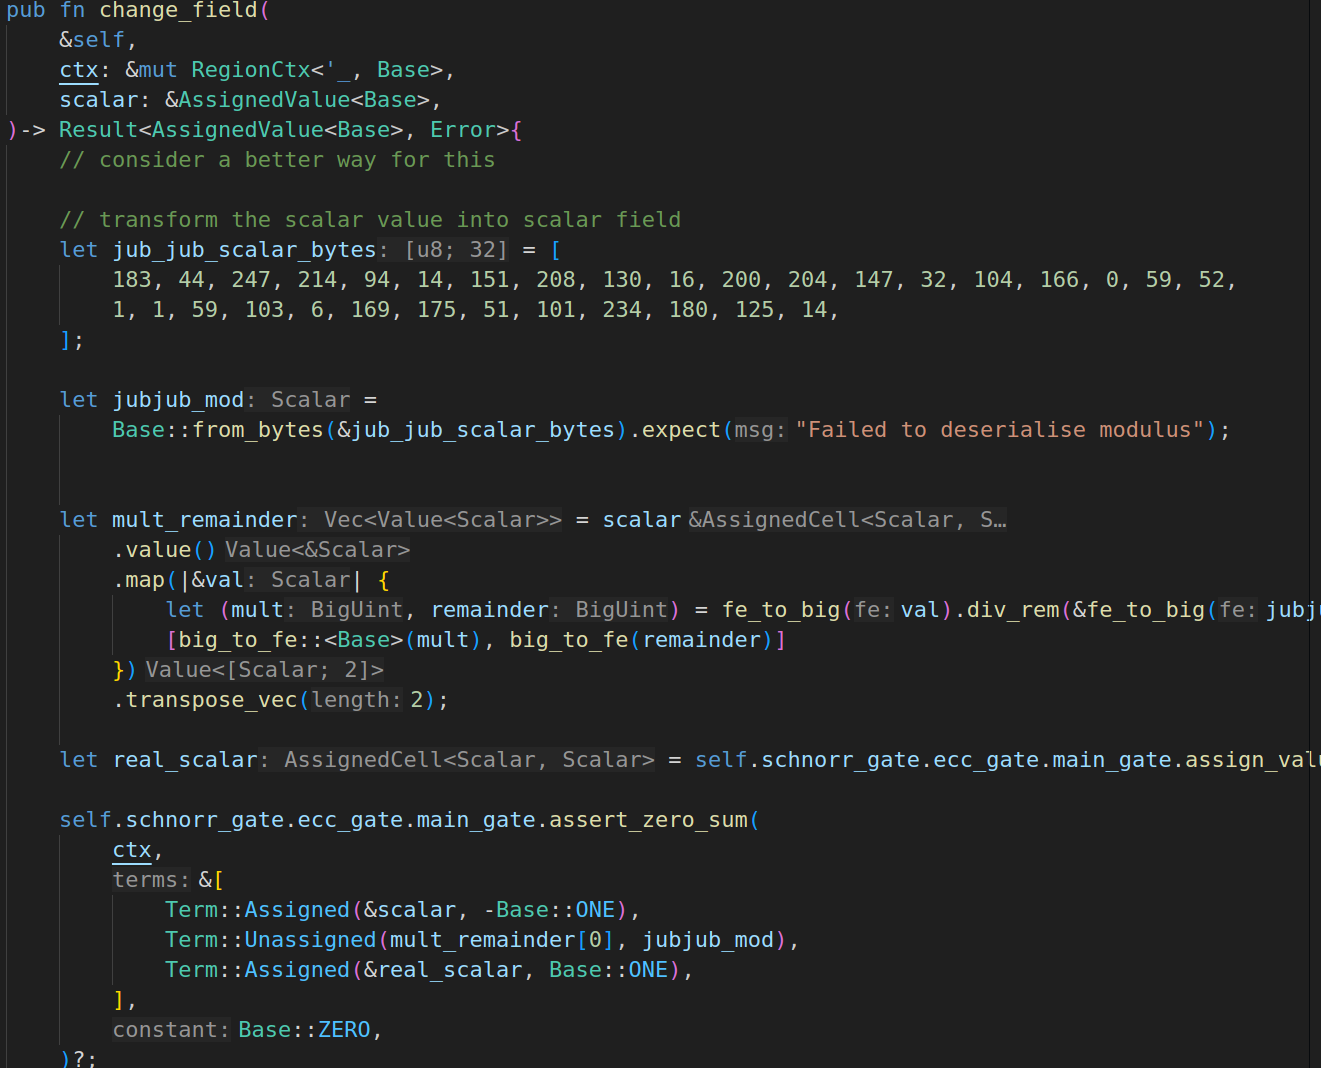 pub fn change_field(
&self,
ctx: &mut RegionCtx<'_, Base>,
scalar: &AssignedValue<Base>,
)-> Result<AssignedValue<Base>, Error>{
// consider a better way for this
// transform the scalar value into scalar field
let jub_jub_scalar_bytes: [u8; 32] = [
183, 44, 247, 214, 94, 14, 151, 208, 130, 16, 200, 204, 147, 32, 104, 166, 0, 59, 52,
1, 1, 59, 103, 6, 169, 175, 51, 101, 234, 180, 125, 14,
];
let jubjub_mod: Scalar =
Base::from_bytes(&jub_jub_scalar_bytes).expect(msg: "Failed to deserialise modulus");
let mult_remainder: Vec<Value<Scalar>> = scalar &AssignedCell<Scalar, S…
.value() Value<&Scalar>
.map(|&val: Scalar| {
let (mult: BigUint, remainder: BigUint) = fe_to_big(fe: val).div_rem(&fe_to_big(fe: jubj
[big_to_fe::<Base>(mult), big_to_fe(remainder)]
}) Value<[Scalar; 2]>
.transpose_vec(length: 2);
let real_scalar: AssignedCell<Scalar, Scalar> = self.schnorr_gate.ecc_gate.main_gate.assign_val
self.schnorr_gate.ecc_gate.main_gate.assert_zero_sum(
ctx,
terms: &[
Term::Assigned(&scalar, -Base::ONE),
Term::Unassigned(mult_remainder[0], jubjub_mod),
Term::Assigned(&real_scalar, Base::ONE),
],
constant: Base::ZERO,
)?;